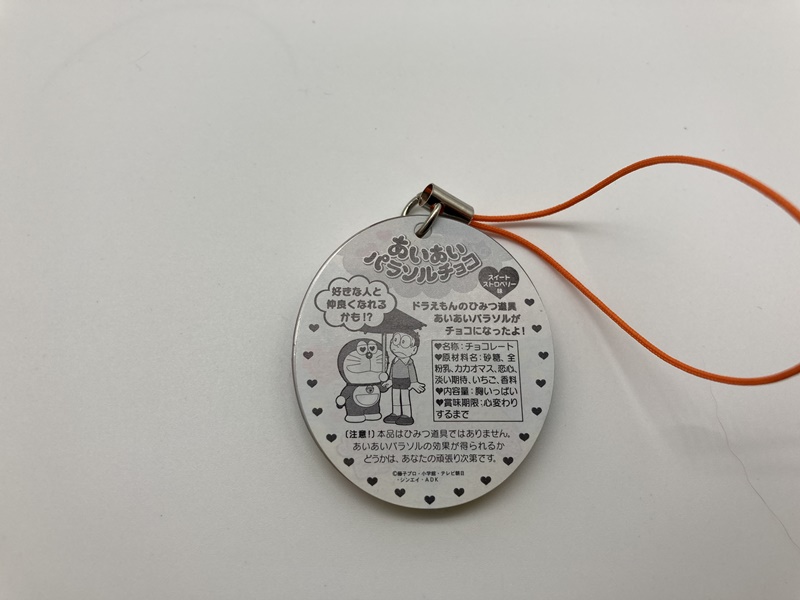 あいあい
パラソルチョコ
スイート
ストロベリー
味
好きな人と
仲良くなれる
かも!?
ドラえもんのひみつ道具
あいあいパラソルが
チョコになったよ!
♥名称:チョコレート
♥原材料名:砂糖、全
粉乳、カカオマス、恋心、
淡い期待、いちご、香料
♥内容量:胸いっぱい
♥賞味期限:心変わり
するまで
(注意!)本品はひみつ道具ではありません。
あいあいパラソルの効果が得られるか
どうかは、あなたの頑張り次第です。
©藤子プロ・小学館・テレビ朝日
・シンエイ・ADK